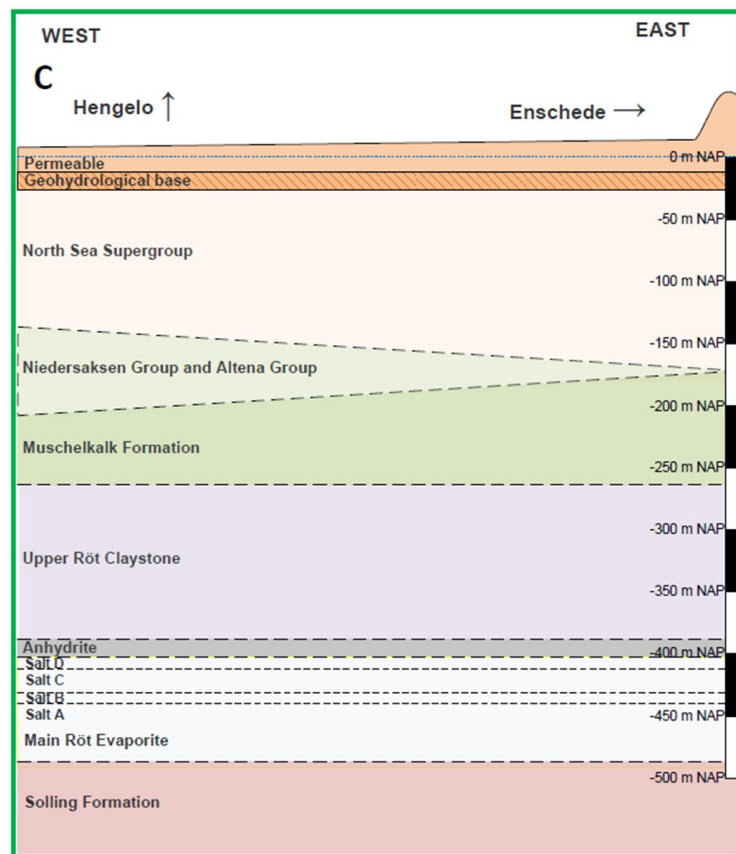 WEST
EAST
C
Hengelo ↑
Enschede →
Permeable
0 m NAP
Geohydrological base
-50 m NAP
North Sea Supergroup
-100 m NAP
-150 m NAP
Niedersaksen Group and Altena Group
-200 m NAP
Muschelkalk Formation
-250 m NAP
-300 m NAP
Upper Röt Claystone
-350 m NAP
Anhydrite
-400 m NAP
Salt D
Salt C
Salt B
Salt A
-450 m NAP
Main Röt Evaporite
-500 m NAP
Solling Formation